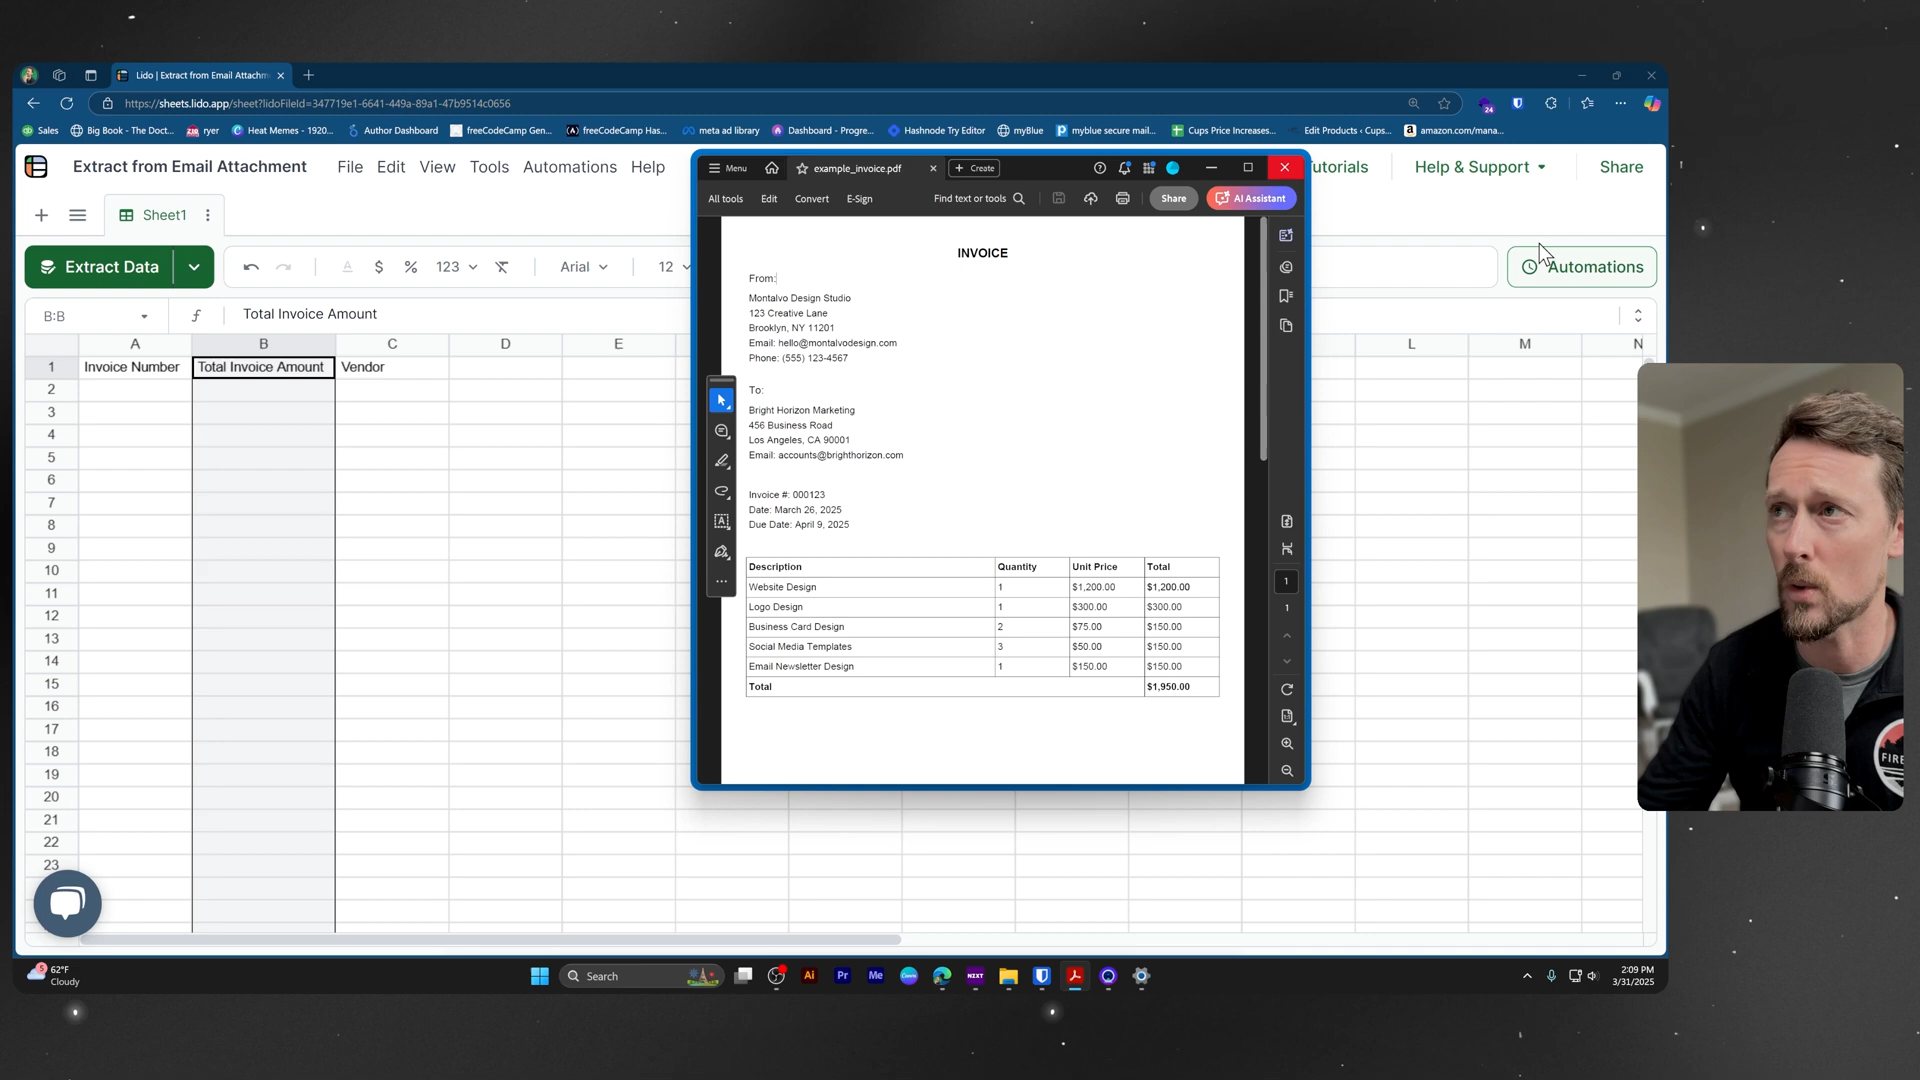 Lido | Extract from Email Attachm
https://sheets.lido.app/sheet?lidoFileId=347719e1-6641-449a-89a1-47b9514c0656
24
Sales
Big Book - The Doct...
ryer
Heat Memes - 1920...
Author Dashboard
freeCodeCamp Gen...
freeCodeCamp Has...
meta ad library
Dashboard - Progre...
Hashnode Try Editor
myBlue
myblue secure mail...
Cups Price Increases...
Edit Products ‹ Cups...
amazon.com/mana...
Extract from Email Attachment
File Edit View Tools Automations Help
utorials
Help & Support
Share
Sheet1
Extract Data
$ % 123
Arial
12
Automations
B:B
f
Total Invoice Amount
A B C D E L M N
1 Invoice Number Total Invoice Amount Vendor
2
3
4
5
6
7
8
9
10
11
12
13
14
15
16
17
18
19
20
21
22
23
Menu
example_invoice.pdf
Create
All tools Edit Convert E-Sign
Find text or tools
Share
AI Assistant
INVOICE
From:
Montalvo Design Studio
123 Creative Lane
Brooklyn, NY 11201
Email: hello@montalvodesign.com
Phone: (555) 123-4567
To:
Bright Horizon Marketing
456 Business Road
Los Angeles, CA 90001
Email: accounts@brighthorizon.com
Invoice #: 000123
Date: March 26, 2025
Due Date: April 9, 2025
Description Quantity Unit Price Total
Website Design 1 $1,200.00 $1,200.00
Logo Design 1 $300.00 $300.00
Business Card Design 2 $75.00 $150.00
Social Media Templates 3 $50.00 $150.00
Email Newsletter Design 1 $150.00 $150.00
Total $1,950.00
1
1
FIRE
5
62°F
Cloudy
Search
Ai
Pr
Me
NZXT
2:09 PM
3/31/2025